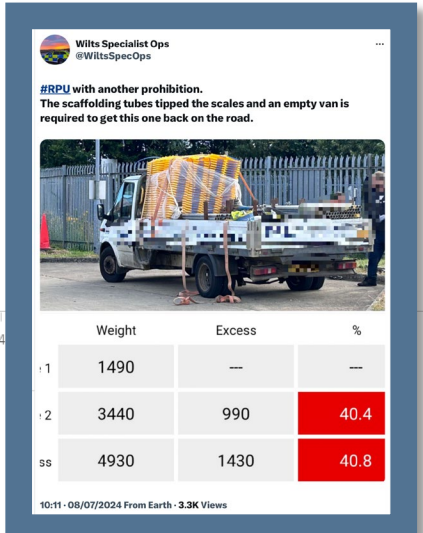 Wilts Specialist Ops
@WiltsSpecOps
#RPU with another prohibition.
The scaffolding tubes tipped the scales and an empty van is
required to get this one back on the road.
Weight Excess %
1 1490 --- ---
2 3440 990 40.4
ss 4930 1430 40.8
10:11 · 08/07/2024 From Earth · 3.3K Views